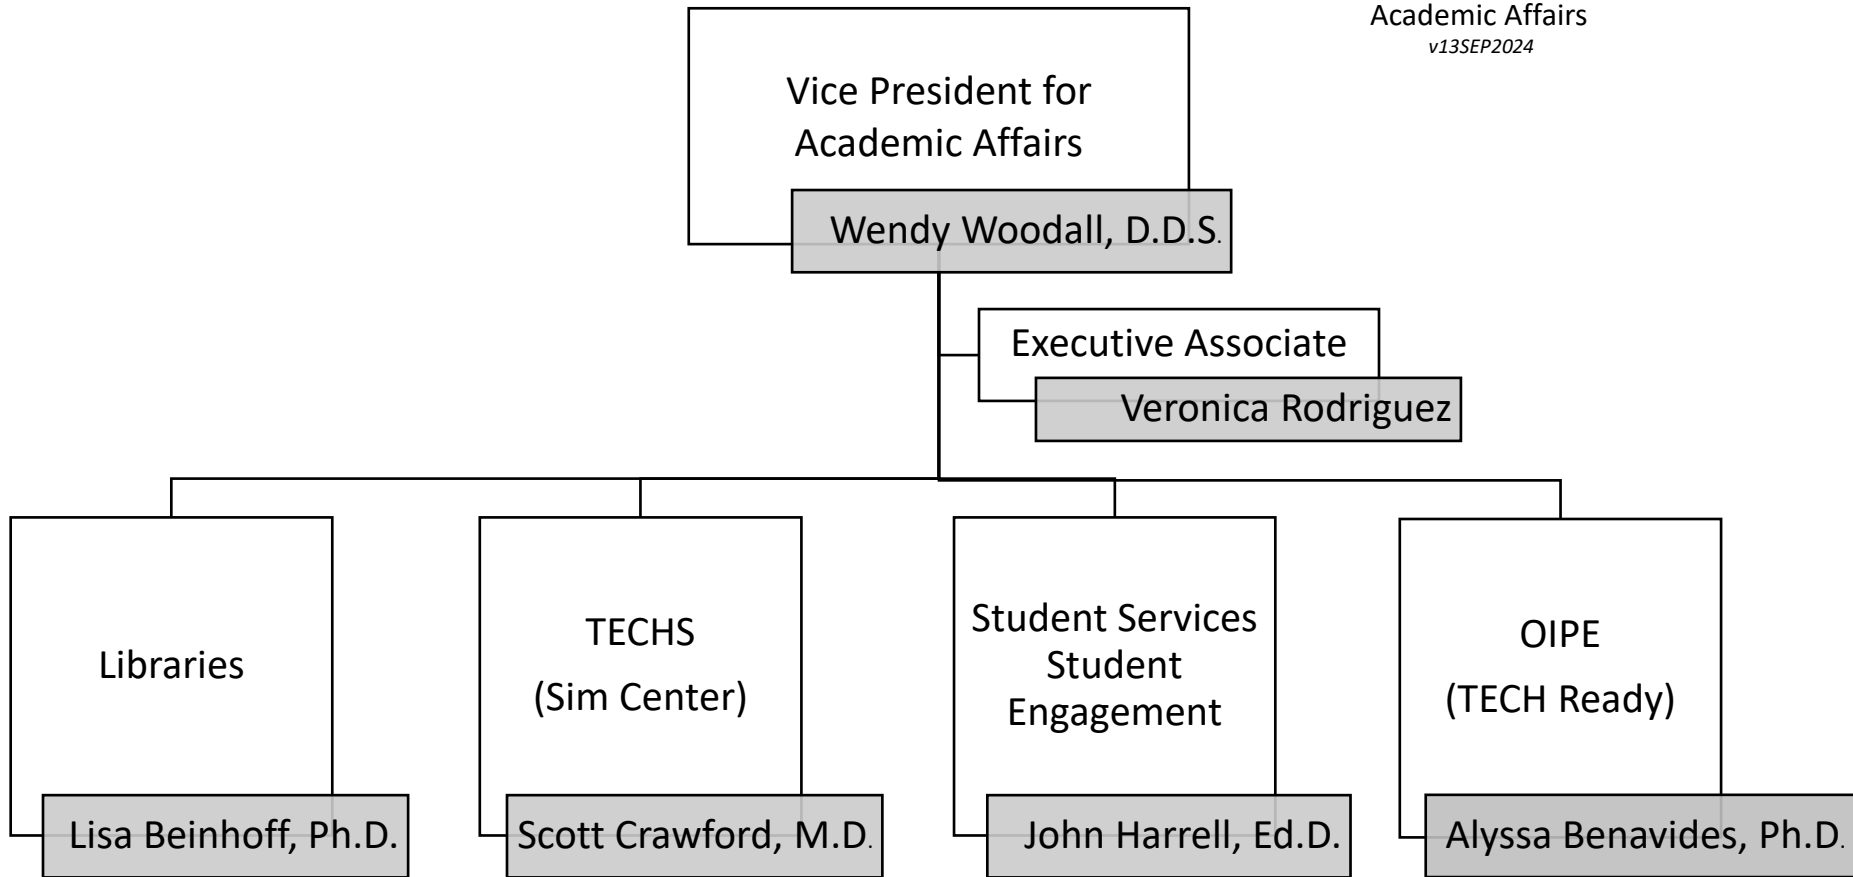 Academic Affairs
v13SEP2024
Vice President for
Academic Affairs
Wendy Woodall, D.D.S.
Executive Associate
Veronica Rodriguez
Libraries
Lisa Beinhoff, Ph.D.
TECHS
(Sim Center)
Scott Crawford, M.D.
Student Services
Student
Engagement
John Harrell, Ed.D.
OIPE
(TECH Ready)
Alyssa Benavides, Ph.D.